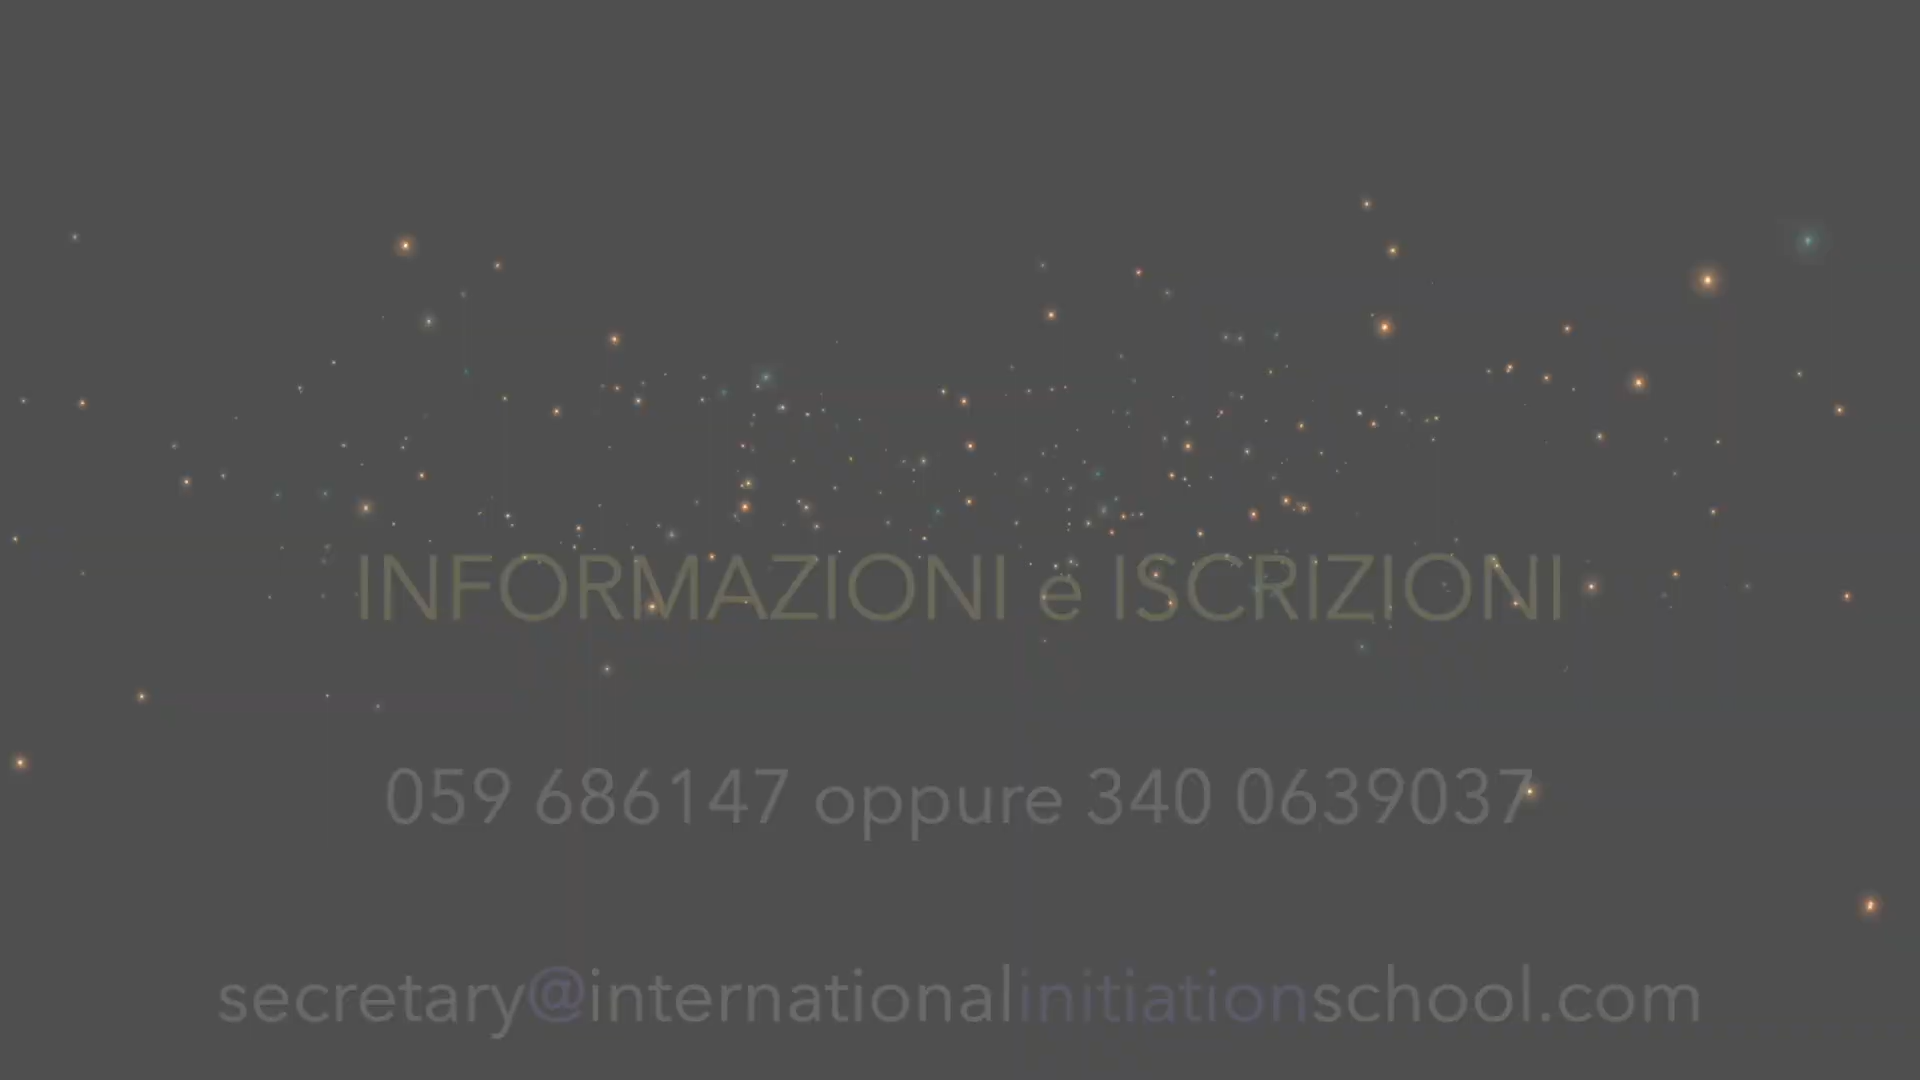 INFORMAZIONI e ISCRIZIONI
059 686147 oppure 340 0639037
secretary@internationalinitiationschool.com